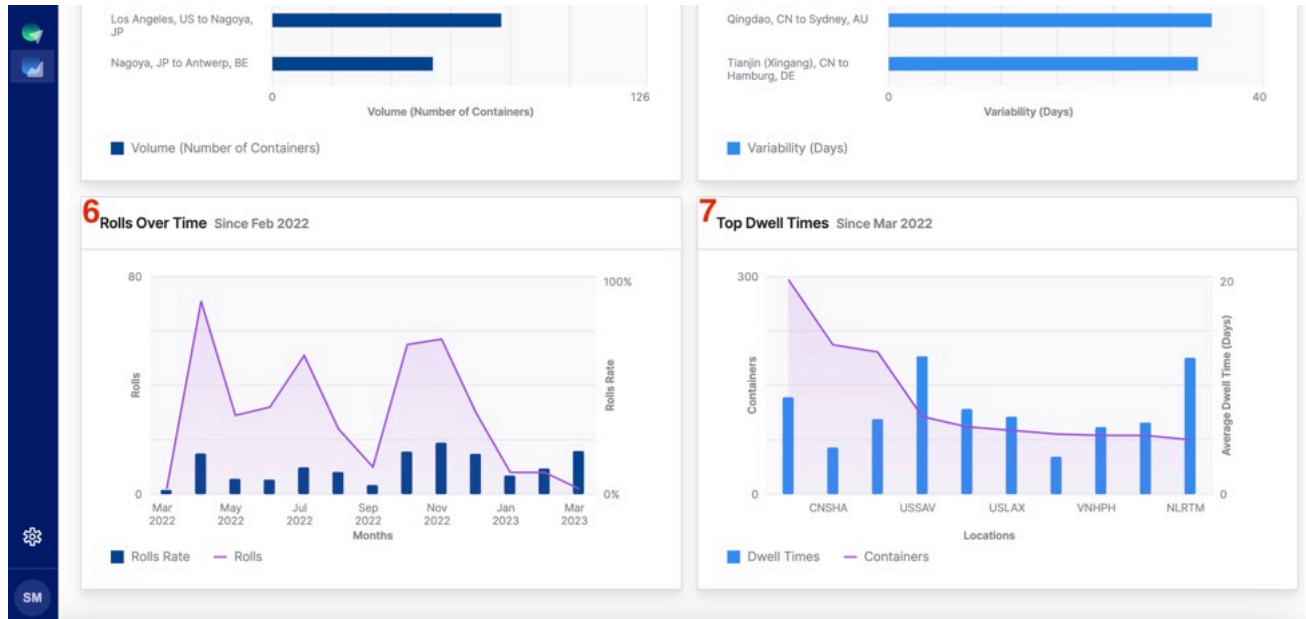 Los Angeles, US to Nagoya,
JP
Nagoya, JP to Antwerp, BE
0
126
Volume (Number of Containers)
Volume (Number of Containers)
Qingdao, CN to Sydney, AU
Tianjin (Xingang), CN to
Hamburg, DE
0
40
Variability (Days)
Variability (Days)
6
Rolls Over Time Since Feb 2022
80
100%
Rolls
Rolls Rate
0
0%
Mar
2022
May
2022
Jul
2022
Sep
2022
Nov
2022
Jan
2023
Mar
2023
Months
Rolls Rate
Rolls
7
Top Dwell Times Since Mar 2022
300
20
Containers
Average Dwell Time (Days)
0
0
CNSHA
USSAV
USLAX
VNHPH
NLRTM
Locations
Dwell Times
Containers
SM